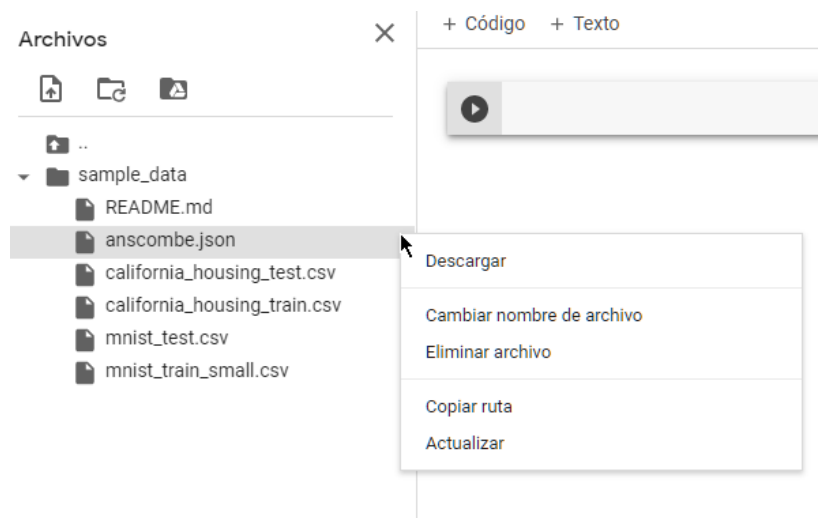 Archivos
+ Código + Texto
..
sample_data
README.md
anscombe.json
california_housing_test.csv
california_housing_train.csv
mnist_test.csv
mnist_train_small.csv
Descargar
Cambiar nombre de archivo
Eliminar archivo
Copiar ruta
Actualizar